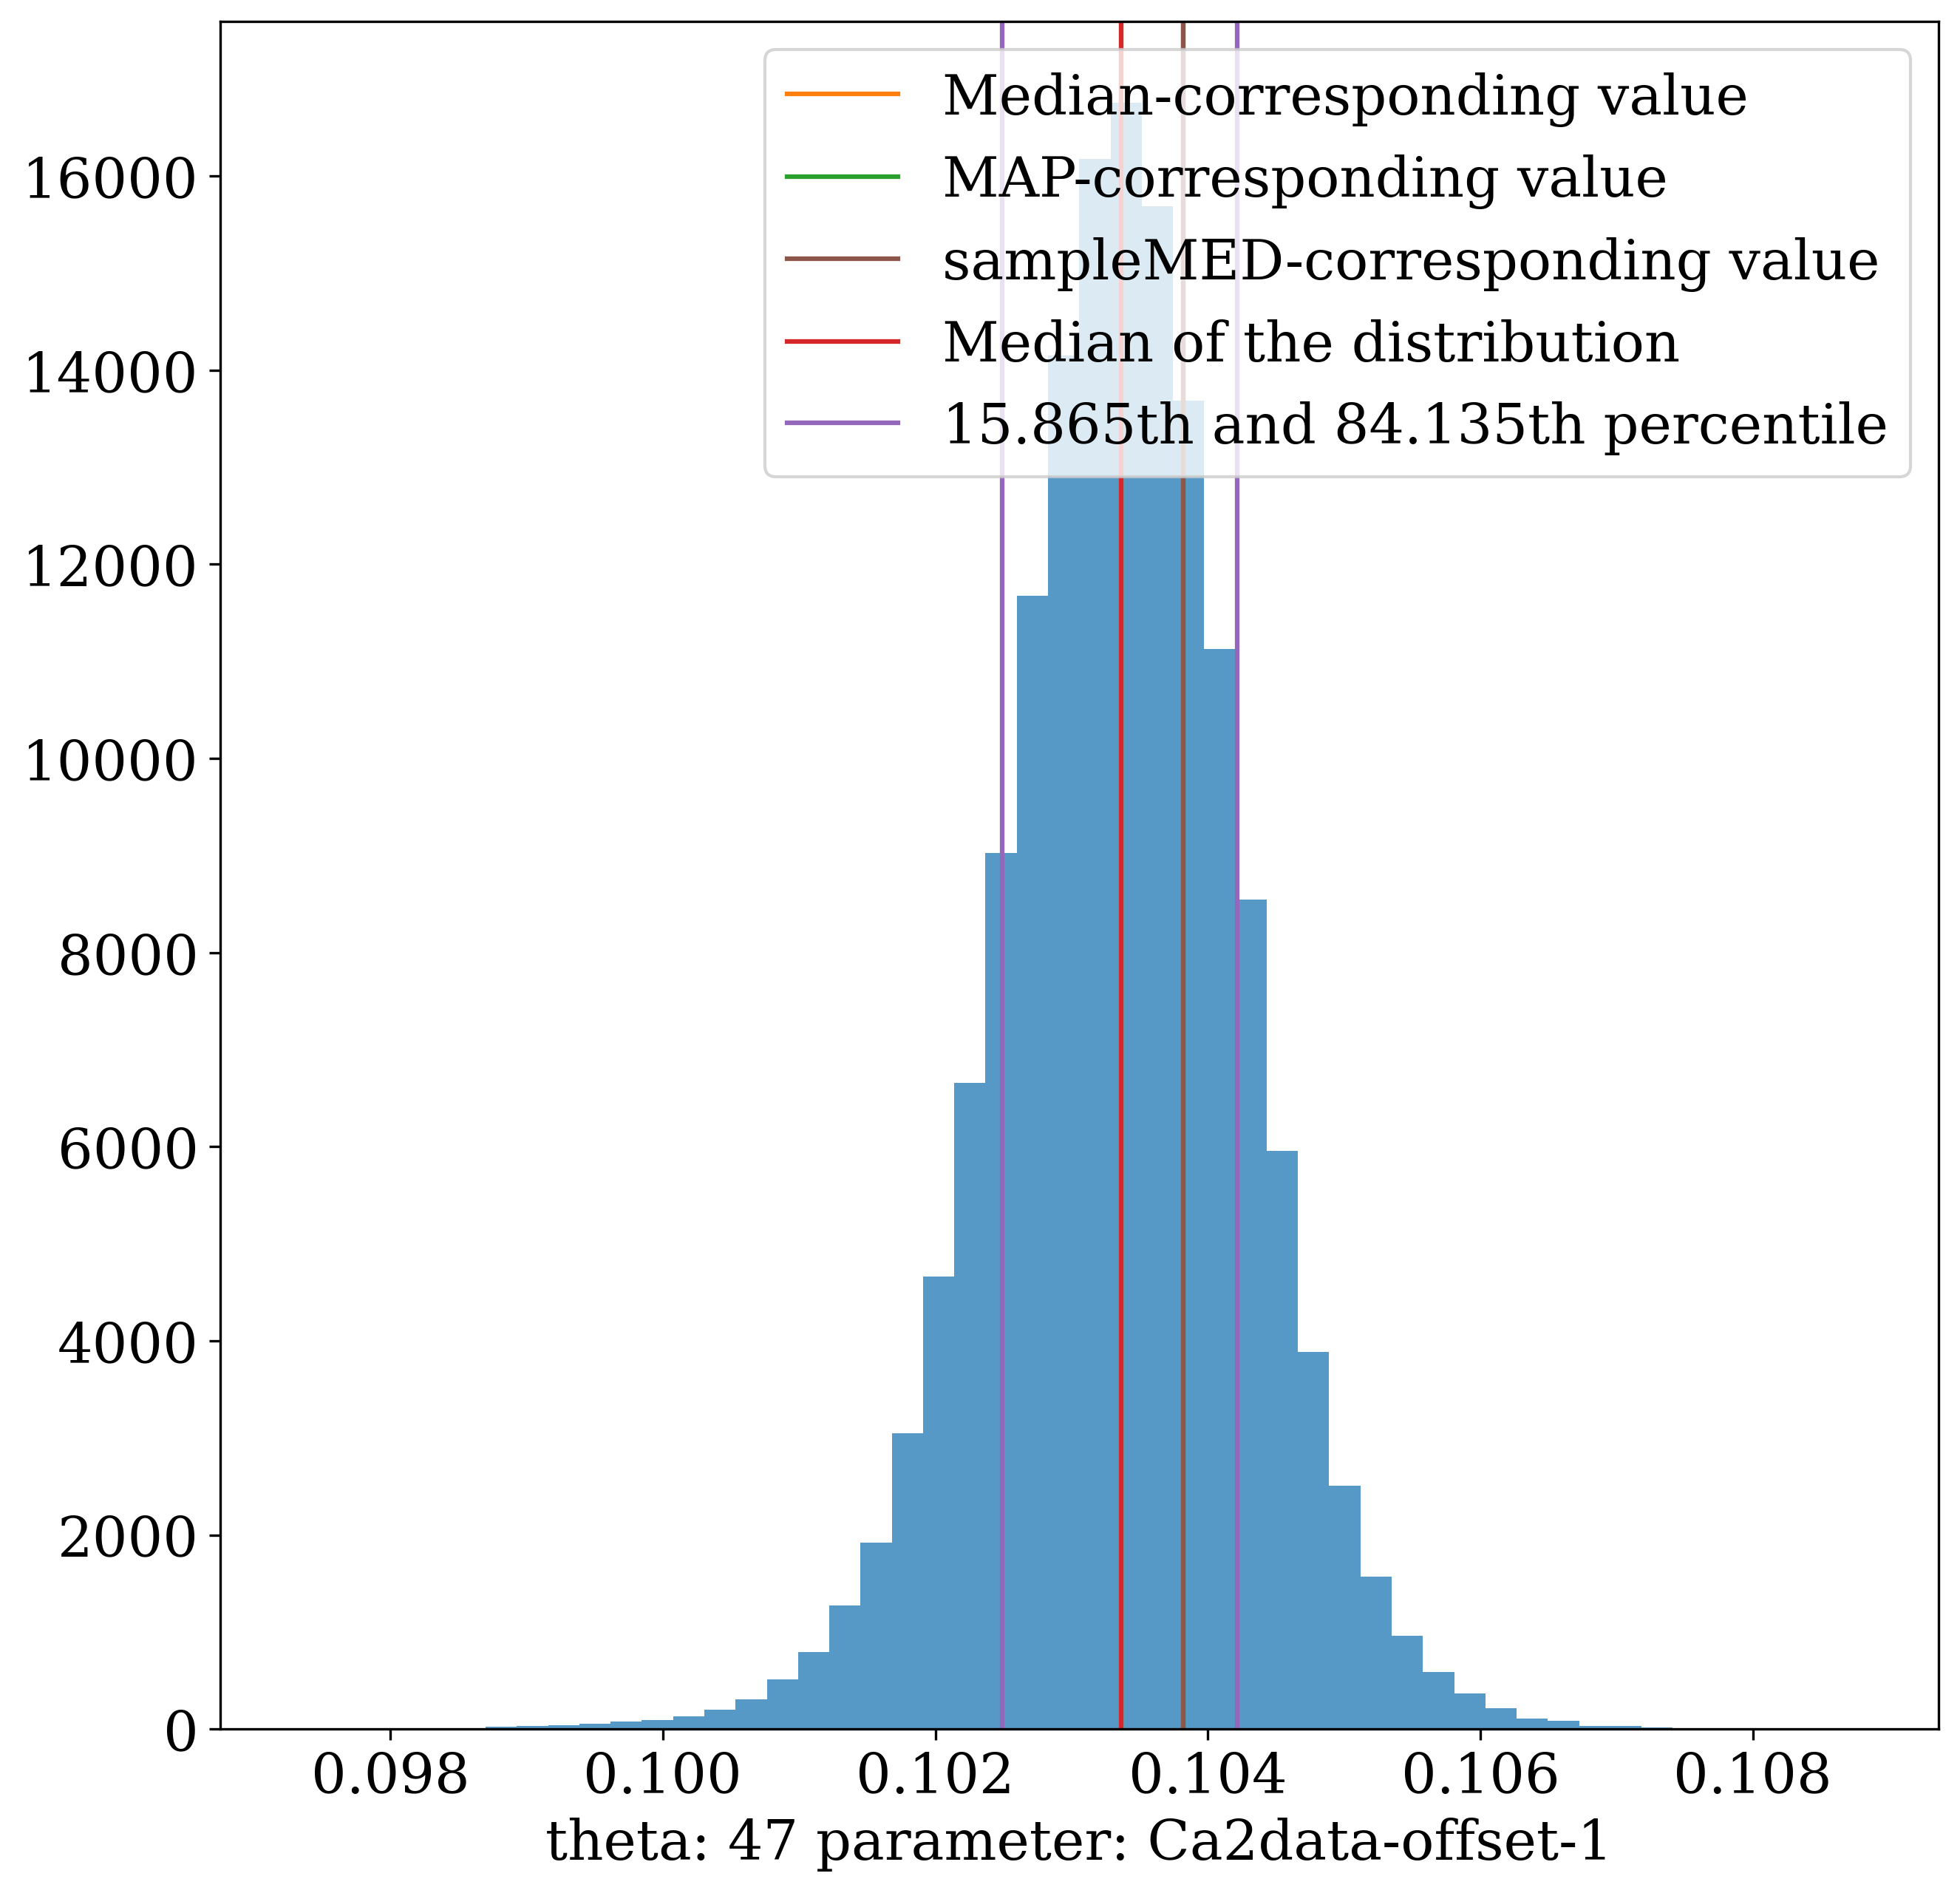 Median-corresponding value
MAP-corresponding value
sampleMED-corresponding value
Median of the distribution
15.865th and 84.135th percentile
16000
14000
12000
10000
8000
6000
4000
2000
0
0.098 0.100 0.102 0.104 0.106 0.108
theta: 47 parameter: Ca2data-offset-1